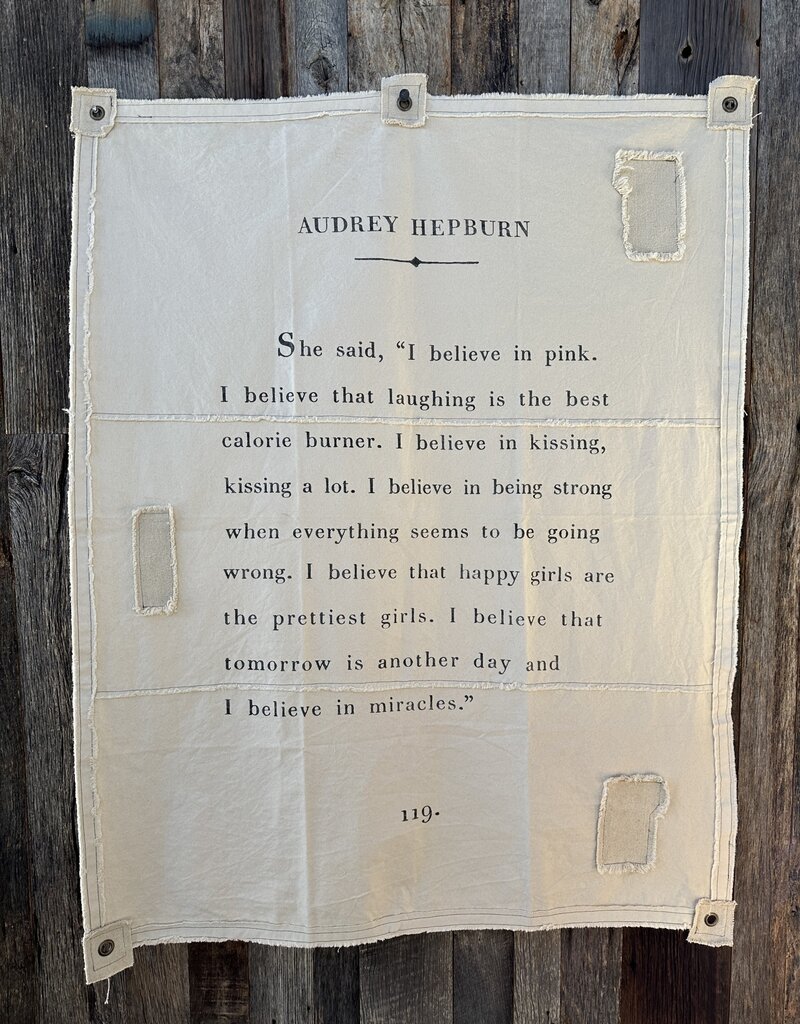 AUDREY HEPBURN
She said, “I believe in pink.
I believe that laughing is the best
calorie burner. I believe in kissing,
kissing a lot. I believe in being strong
when everything seems to be going
wrong. I believe that happy girls are
the prettiest girls. I believe that
tomorrow is another day and
I believe in miracles.”
119.